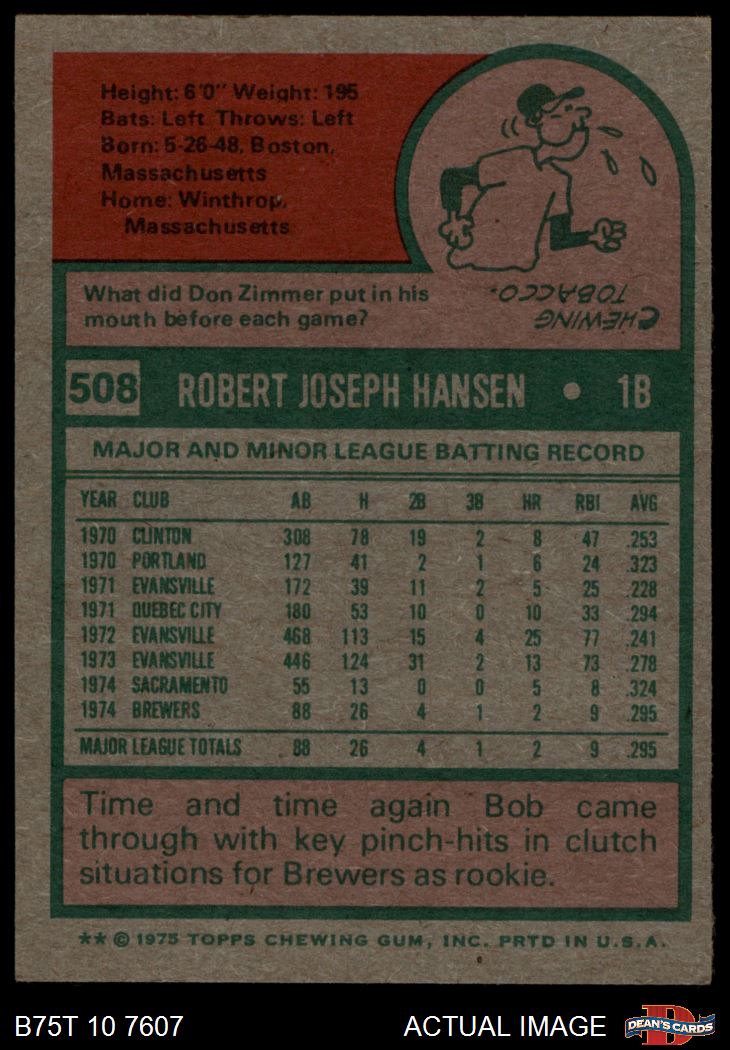 Height: 6'0" Weight: 195
Bats: Left Throws: Left
Born: 5-26-48, Boston,
Massachusetts
Home: Winthrop,
Massachusetts
What did Don Zimmer put in his
mouth before each game?
CHEWING
TOBACCO.
508 ROBERT JOSEPH HANSEN • 1B
MAJOR AND MINOR LEAGUE BATTING RECORD
YEAR CLUB AB H 2B 3B HR RBI AVG
1970 CLINTON 308 78 19 2 8 47 .253
1970 PORTLAND 127 41 2 1 6 24 .323
1971 EVANSVILLE 172 39 11 2 5 25 .228
1971 QUEBEC CITY 180 53 10 0 10 33 .294
1972 EVANSVILLE 468 113 15 4 25 77 .241
1973 EVANSVILLE 446 124 31 2 13 73 .278
1974 SACRAMENTO 55 13 0 0 5 8 .324
1974 BREWERS 88 26 4 1 2 9 .295
MAJOR LEAGUE TOTALS 88 26 4 1 2 9 .295
Time and time again Bob came
through with key pinch-hits in clutch
situations for Brewers as rookie.
** © 1975 TOPPS CHEWING GUM, INC. PRTD IN U.S.A.
B75T 10 7607 ACTUAL IMAGE D DEAN'S CARDS